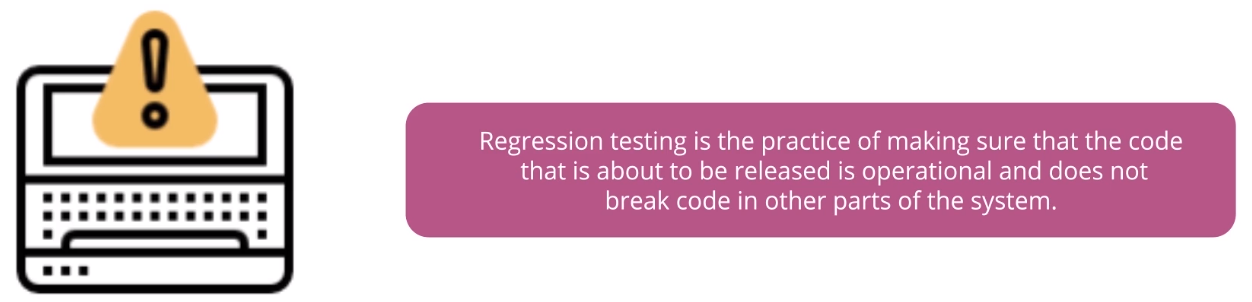 Regression testing is the practice of making sure that the code
that is about to be released is operational and does not
break code in other parts of the system.